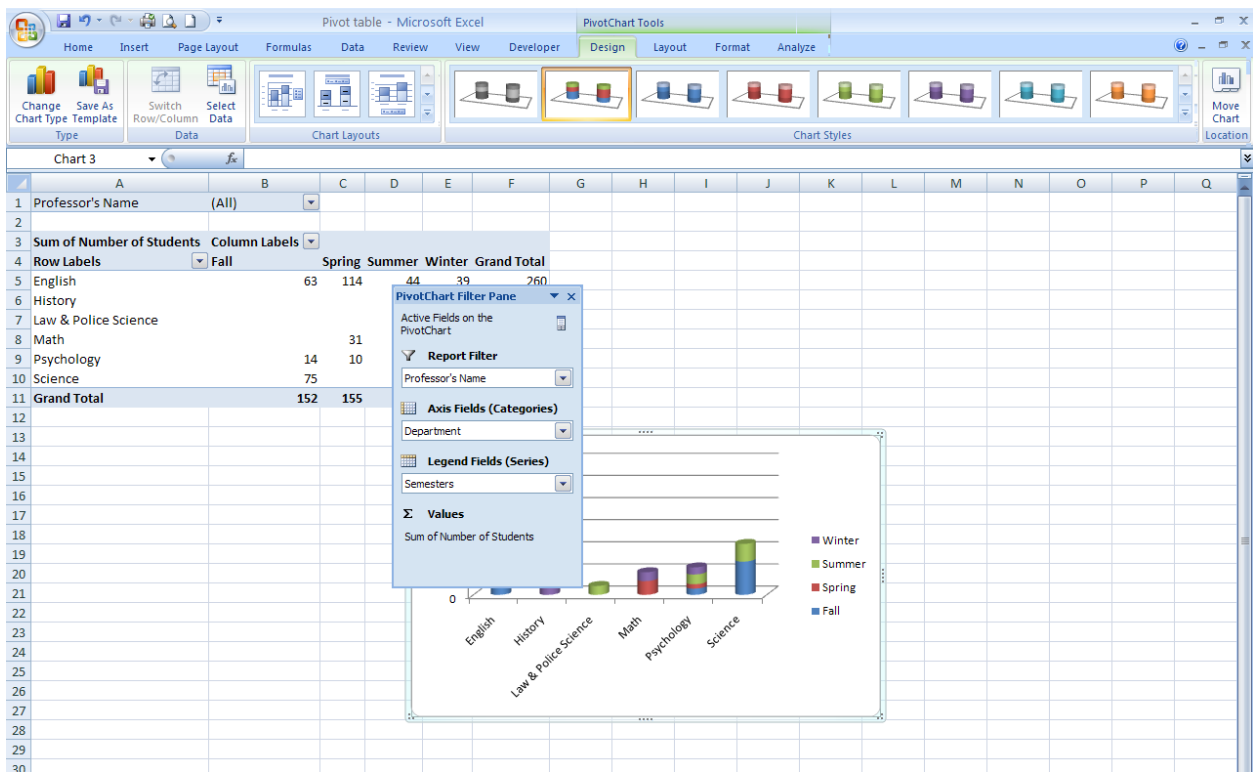 Pivot table - Microsoft Excel
PivotChart Tools
Home Insert Page Layout Formulas Data Review View Developer Design Layout Format Analyze
Change Chart Type
Save As Template
Switch Row/Column
Select Data
Move Chart
Type Data Chart Layouts Chart Styles Location
Chart 3 fx
A B C D E F G H I J K L M N O P Q
1 Professor's Name (All)
2
3 Sum of Number of Students Column Labels
4 Row Labels Fall Spring Summer Winter Grand Total
5 English 63 114 44 39 260
6 History
7 Law & Police Science
8 Math 31
9 Psychology 14 10
10 Science 75
11 Grand Total 152 155
12
13
14
15
16
17
18
19
20
21
22
23
24
25
26
27
28
29
30
PivotChart Filter Pane
Active Fields on the
PivotChart
Report Filter
Professor's Name
Axis Fields (Categories)
Department
Legend Fields (Series)
Semesters
Σ Values
Sum of Number of Students
0
English
History
Law & Police Science
Math
Psychology
Science
Winter
Summer
Spring
Fall